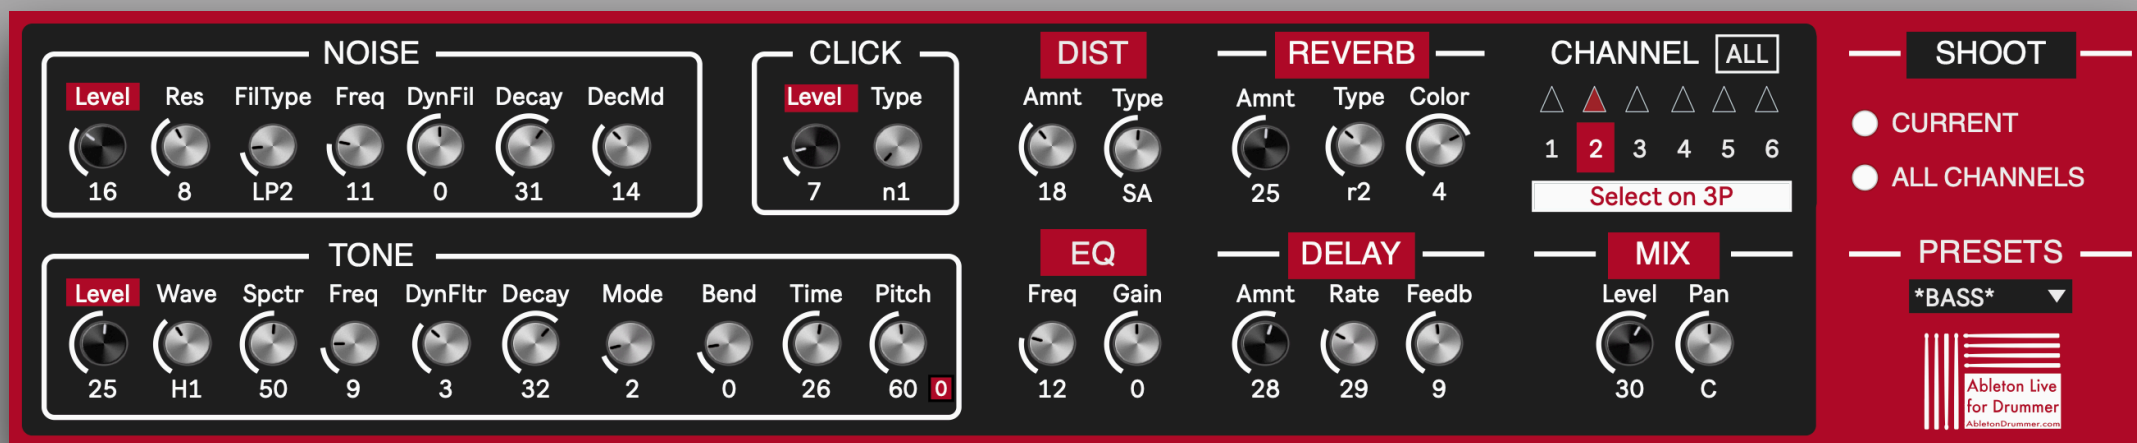 NOISE
Level Res FilType Freq DynFil Decay DecMd
16 8 LP2 11 0 31 14
CLICK
Level Type
7 n1
DIST
Amnt Type
18 SA
REVERB
Amnt Type Color
25 r2 4
CHANNEL ALL
1 2 3 4 5 6
Select on 3P
SHOOT
CURRENT
ALL CHANNELS
TONE
Level Wave Spctr Freq DynFltr Decay Mode Bend Time Pitch
25 H1 50 9 3 32 2 0 26 60 0
EQ
Freq Gain
12 0
DELAY
Amnt Rate Feedb
28 29 9
MIX
Level Pan
30 C
PRESETS
*BASS*
Ableton Live
for Drummer
AbletonDrummer.com